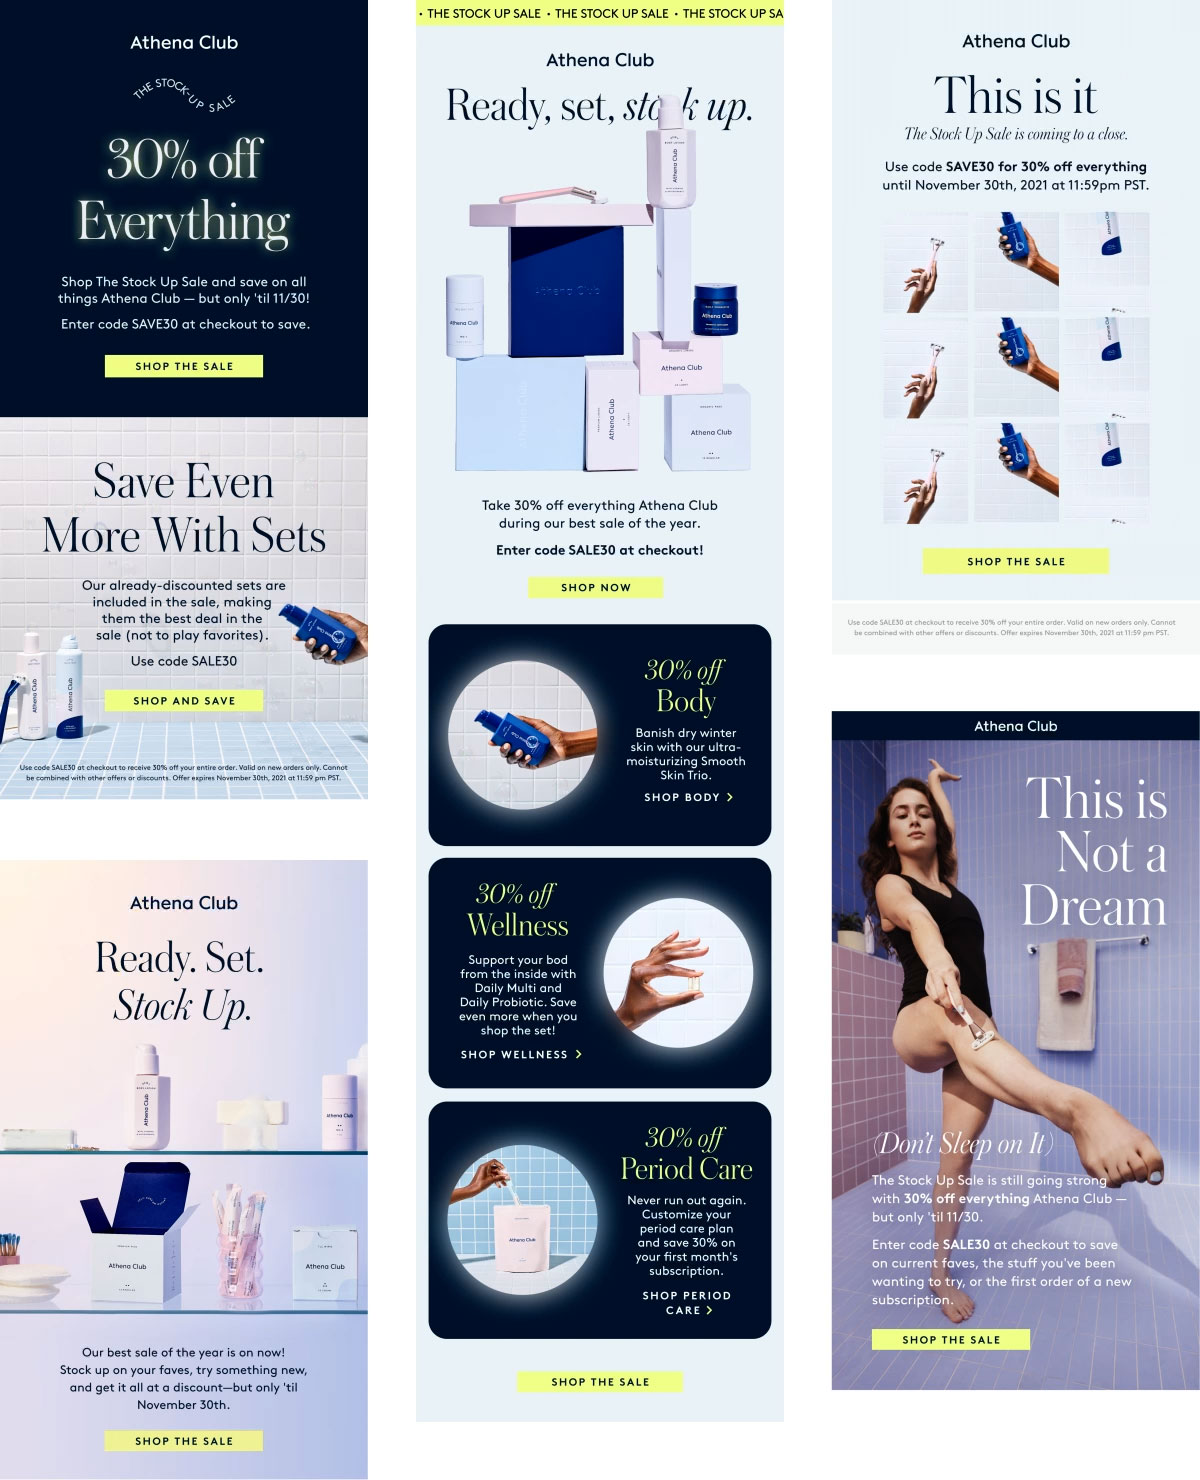 Athena Club
THE STOCK-UP SALE
30% off
Everything
Shop The Stock Up Sale and save on all
things Athena Club — but only 'til 11/30!
Enter code SAVE30 at checkout to save.
SHOP THE SALE
Save Even
More With Sets
Our already-discounted sets are
included in the sale, making
them the best deal in the
sale (not to play favorites).
Use code SALE30
SHOP AND SAVE
Athena Club
Athena Club
Use code SALE30 at checkout to receive 30% off your entire order. Valid on new orders only. Cannot
be combined with other offers or discounts. Offer expires November 30th, 2021 at 11:59 pm PST.
Athena Club
Ready. Set.
Stock Up.
Athena Club
Athena Club
Athena Club
Athena Club
Our best sale of the year is on now!
Stock up on your faves, try something new,
and get it all at a discount—but only 'til
November 30th.
SHOP THE SALE
• THE STOCK UP SALE • THE STOCK UP SALE • THE STOCK UP SA
Athena Club
Ready, set, stock up.
Athena Club
Athena Club
Athena Club
Athena Club
Athena Club
Athena Club
Athena Club
Take 30% off everything Athena Club
during our best sale of the year.
Enter code SALE30 at checkout!
SHOP NOW
30% off
Body
Banish dry winter
skin with our ultra-
moisturizing Smooth
Skin Trio.
SHOP BODY >
30% off
Wellness
Support your bod
from the inside with
Daily Multi and
Daily Probiotic. Save
even more when you
shop the set!
SHOP WELLNESS >
30% off
Period Care
Athena Club
Never run out again.
Customize your
period care plan
and save 30% on
your first month's
subscription.
SHOP PERIOD
CARE >
SHOP THE SALE
Athena Club
This is it
The Stock Up Sale is coming to a close.
Use code SAVE30 for 30% off everything
until November 30th, 2021 at 11:59pm PST.
SHOP THE SALE
Use code SALE30 at checkout to receive 30% off your entire order. Valid on new orders only. Cannot
be combined with other offers or discounts. Offer expires November 30th, 2021 at 11:59 pm PST.
Athena Club
This is
Not a
Dream
(Don't Sleep on It)
The Stock Up Sale is still going strong
with 30% off everything Athena Club —
but only 'til 11/30.
Enter code SALE30 at checkout to save
on current faves, the stuff you've been
wanting to try, or the first order of a new
subscription.
SHOP THE SALE